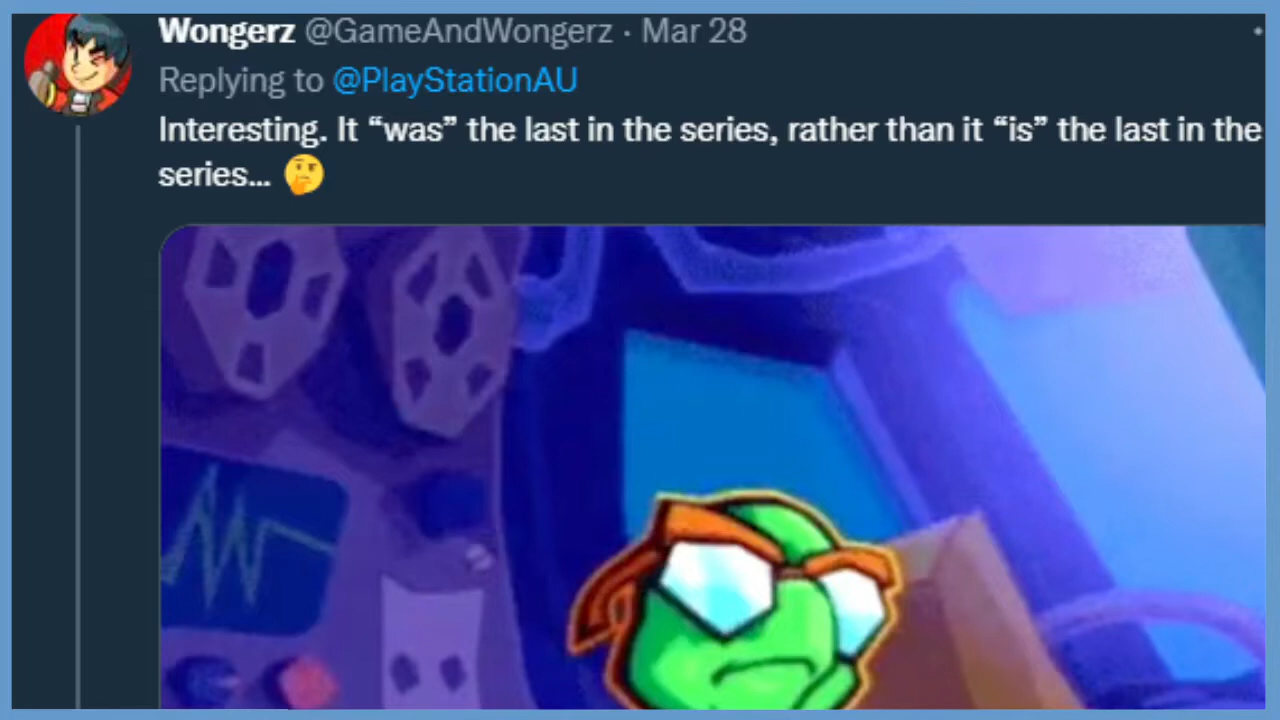 Wongerz @GameAndWongerz · Mar 28
Replying to @PlayStationAU
Interesting. It “was” the last in the series, rather than it “is” the last in the
series... 🤔